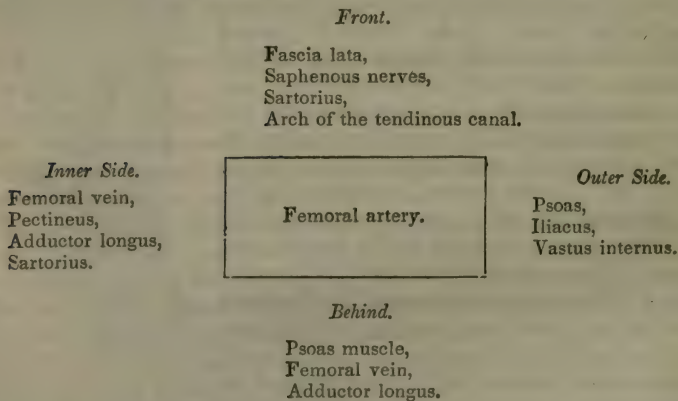 Front.
Fascia lata,
Saphenous nerves,
Sartorius,
Arch of the tendinous canal.
Inner Side.
Femoral vein,
Pectineus,
Adductor longus,
Sartorius.
Femoral artery.
Outer Side.
Psoas,
Iliacus,
Vastus internus.
Behind.
Psoas muscle,
Femoral vein,
Adductor longus.